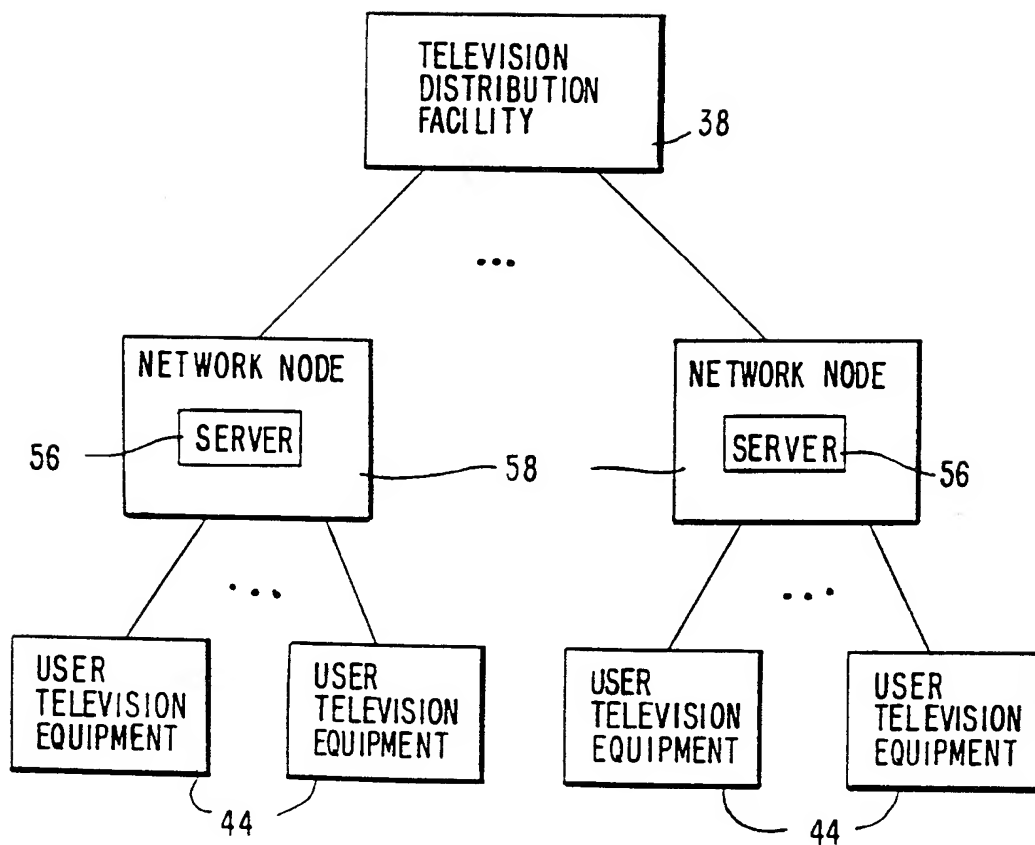 TELEVISION
DISTRIBUTION
FACILITY
38
...
NETWORK NODE
SERVER
56
58
NETWORK NODE
SERVER
56
...
...
USER
TELEVISION
EQUIPMENT
USER
TELEVISION
EQUIPMENT
44
USER
TELEVISION
EQUIPMENT
USER
TELEVISION
EQUIPMENT
44